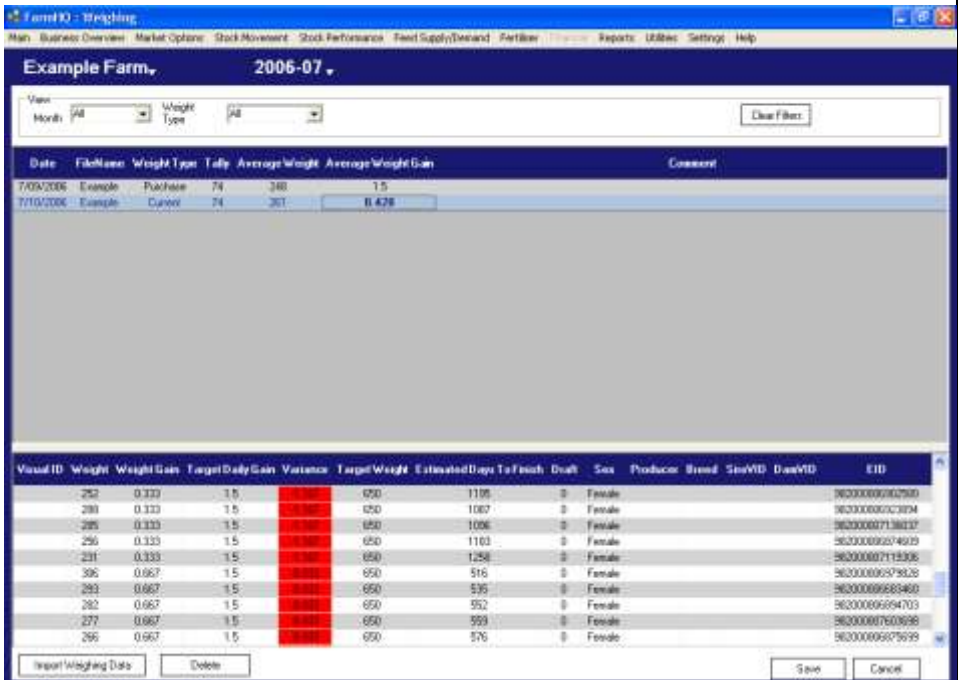 FarmHQ : Weighing
Main Business Overview Market Options Stock Movement Stock Performance Feed Supply/Demand Fertiliser Reports Utilities Settings Help
Example Farm 2006-07
View
Month All Weight Type All Clear Filters
Date FileName Weight Type Tally Average Weight Average Weight Gain Comment
7/09/2006 Example Purchase 74 248 1.5
7/10/2006 Example Current 74 261 0.428
Visual ID Weight Weight Gain Target Daily Gain Variance Target Weight Estimated Days To Finish Draft Sex Producer Breed SireVID DamVID EID
252 0.333 1.5 650 1195 0 Female
288 0.333 1.5 650 1087 0 Female
285 0.333 1.5 650 1096 0 Female
256 0.333 1.5 650 1183 0 Female
231 0.333 1.5 650 1258 0 Female
306 0.667 1.5 650 516 0 Female
293 0.667 1.5 650 535 0 Female
282 0.667 1.5 650 552 0 Female
277 0.667 1.5 650 559 0 Female
266 0.667 1.5 650 576 0 Female
Import Weighing Data Delete Save Cancel